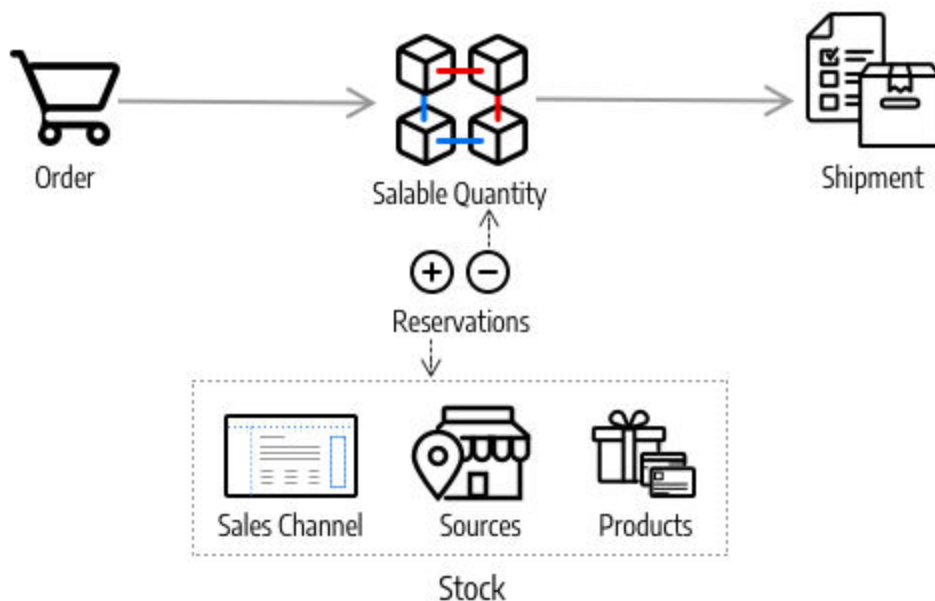 Order
Salable Quantity
Shipment
Reservations
Sales Channel
Sources
Products
Stock